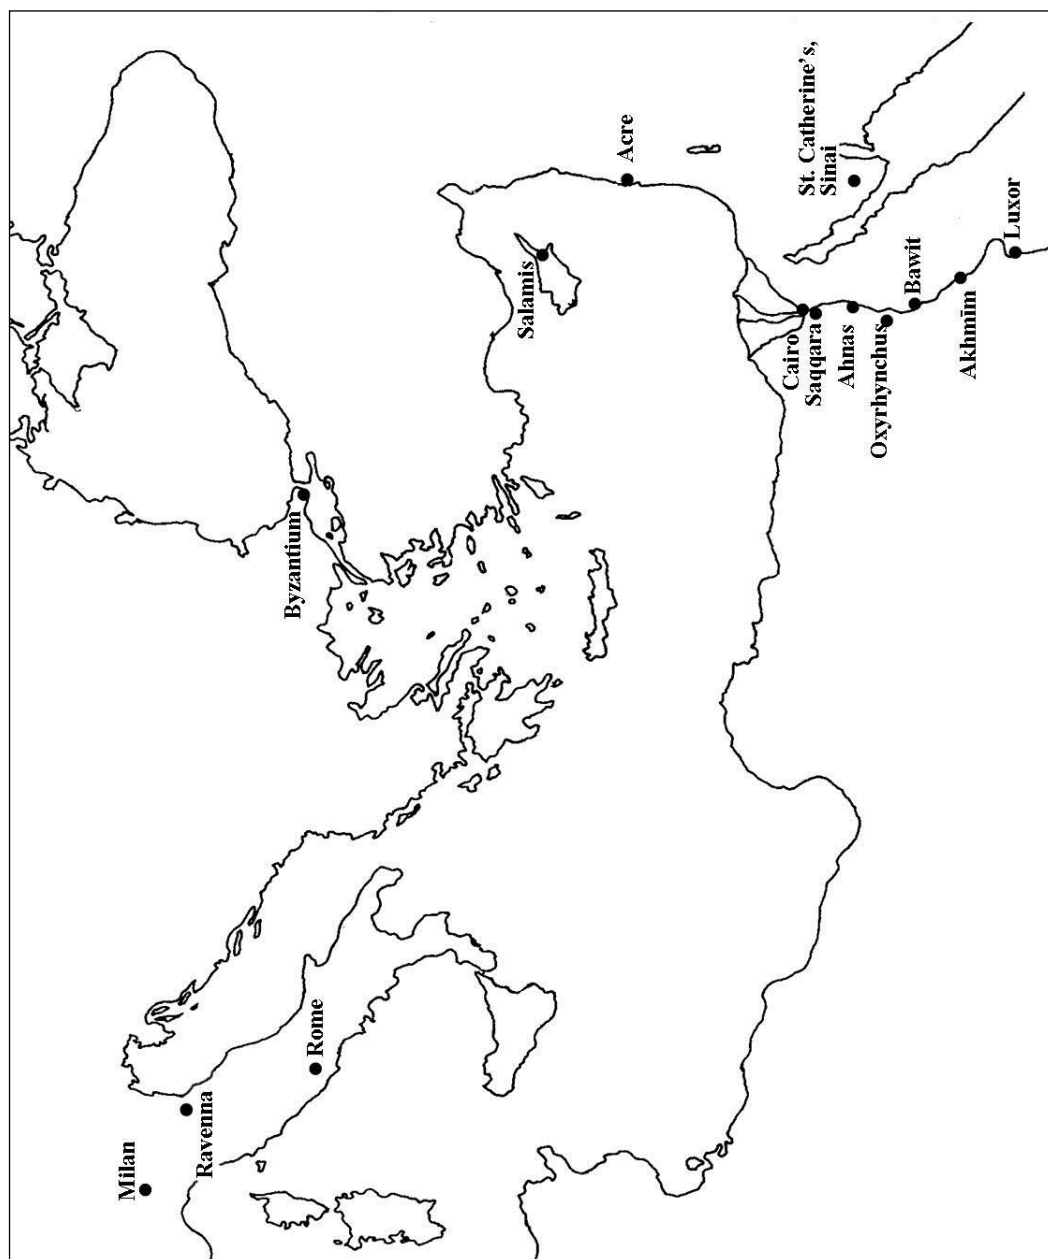 Milan
Ravenna
Rome
Byzantium
Salamis
Acre
St. Catherine's,
Sinai
Cairo
Saqqara
Ahnas
Oxyrhynchus
Bawit
Akhmīm
Luxor